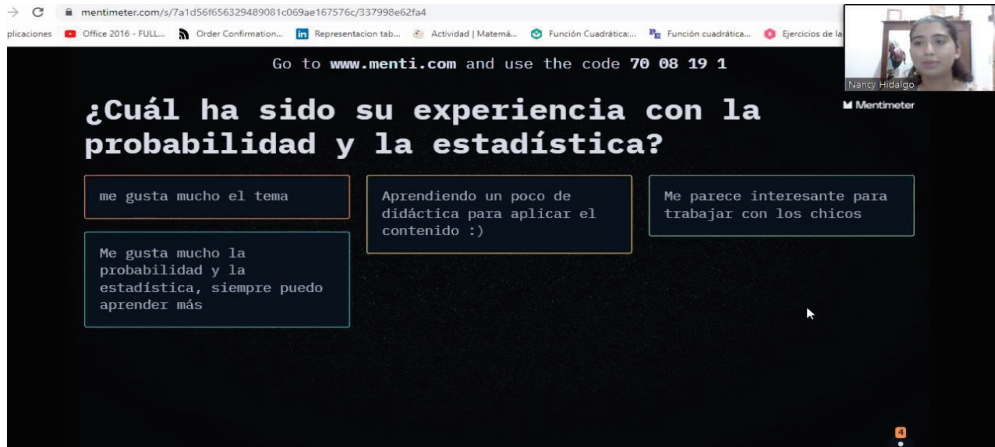 mentimeter.com/s/7a1d56f656329489081c069ae167576c/337998e62fa4
plicaciones Office 2016 - FULL... Order Confirmation... Representacion tab... Actividad | Matemá... Función Cuadrática:... Función cuadrática... Ejercicios de la
Go to www.menti.com and use the code 70 08 19 1
Nancy Hidalgo
Mentimeter
¿Cuál ha sido su experiencia con la
probabilidad y la estadística?
me gusta mucho el tema
Aprendiendo un poco de
didáctica para aplicar el
contenido :)
Me parece interesante para
trabajar con los chicos
Me gusta mucho la
probabilidad y la
estadística, siempre puedo
aprender más
4